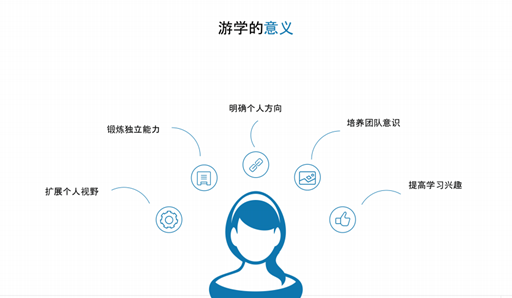 游学的意义
明确个人方向
培养团队意识
锻炼独立能力
提高学习兴趣
扩展个人视野